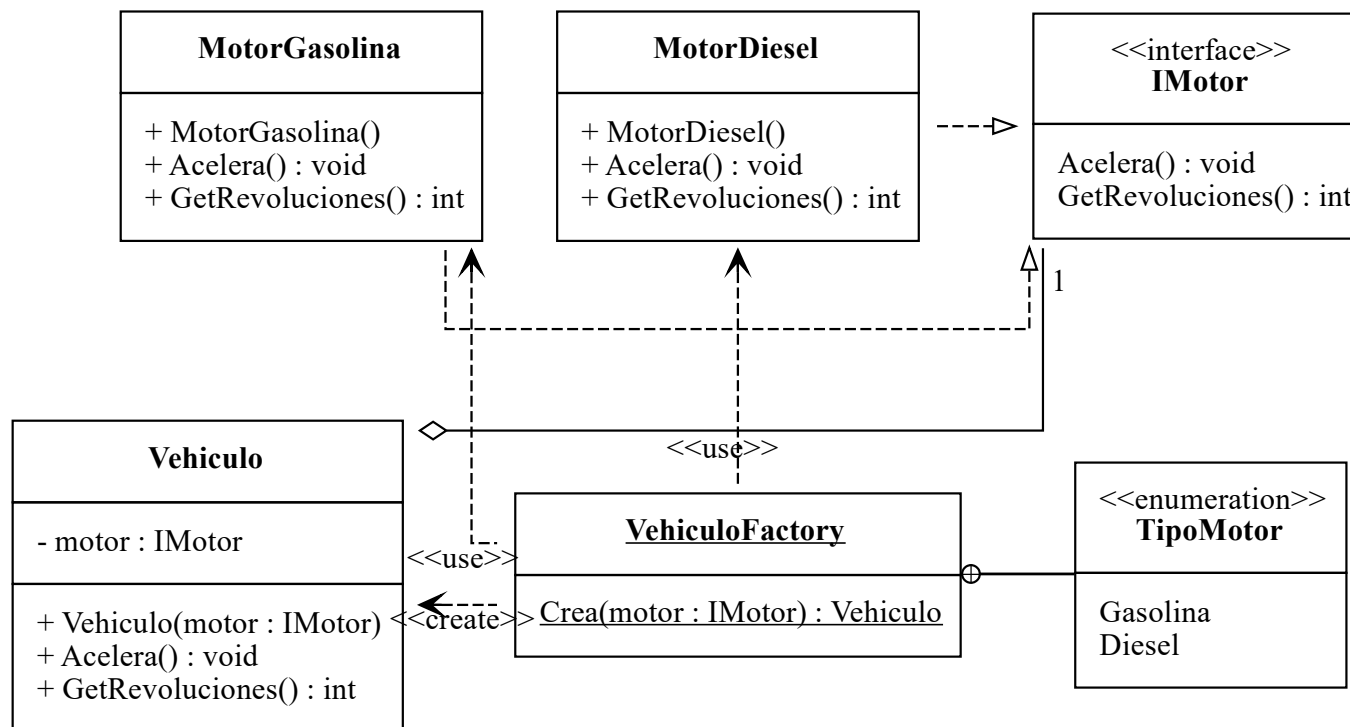 MotorGasolina
+ MotorGasolina()
+ Acelera() : void
+ GetRevoluciones() : int
MotorDiesel
+ MotorDiesel()
+ Acelera() : void
+ GetRevoluciones() : int
<<interface>>
IMotor
Acelera() : void
GetRevoluciones() : int
1
Vehiculo
- motor : IMotor
+ Vehiculo(motor : IMotor)
+ Acelera() : void
+ GetRevoluciones() : int
<<use>>
<<use>>
<<create>>
VehiculoFactory
Crea(motor : IMotor) : Vehiculo
<<enumeration>>
TipoMotor
Gasolina
Diesel